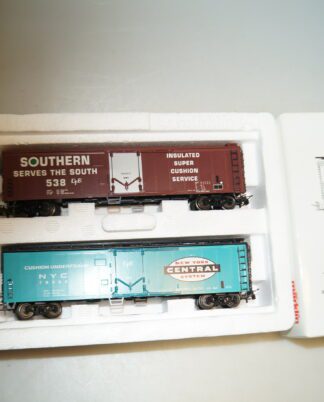 SOUTHERN
SERVES THE SOUTH
538
INSULATED
SUPER
CUSHION
SERVICE
CUSHION UNDERFRAME
NYC
NEW YORK
CENTRAL
SYSTEM
märklin